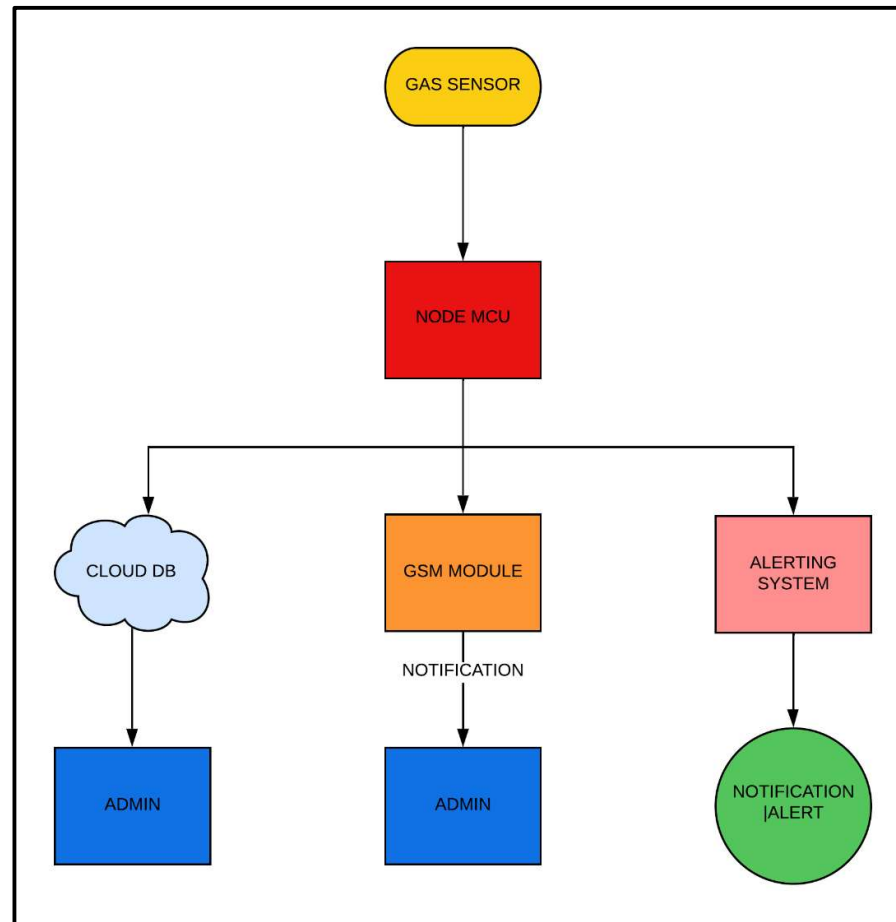 GAS SENSOR
NODE MCU
CLOUD DB
GSM MODULE
ALERTING
SYSTEM
NOTIFICATION
ADMIN
ADMIN
NOTIFICATION
|ALERT